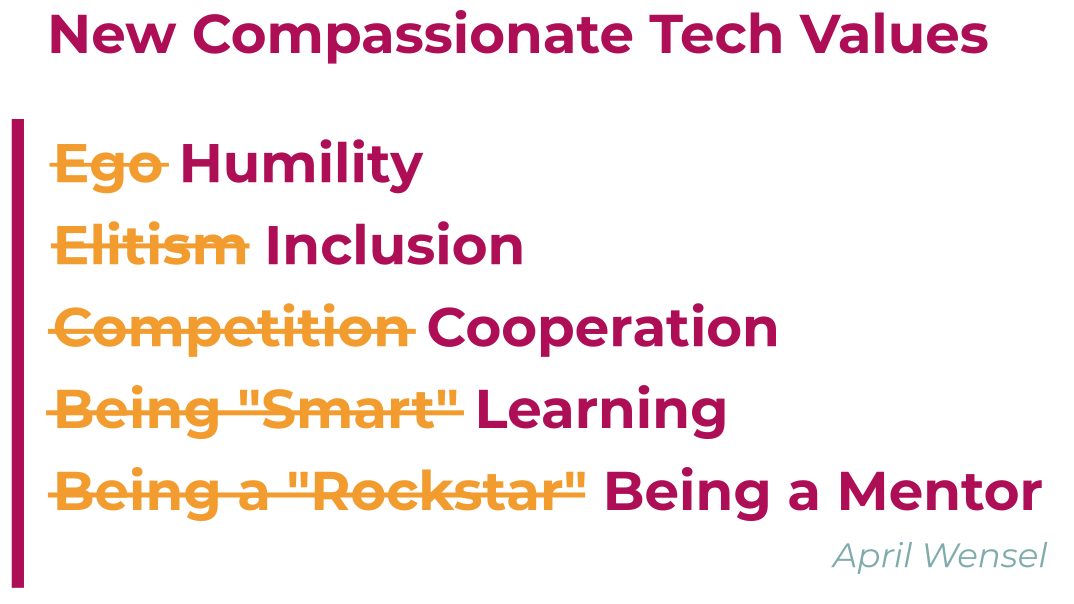 New Compassionate Tech Values
Ego Humility
Elitism Inclusion
Competition Cooperation
Being "Smart" Learning
Being a "Rockstar" Being a Mentor
April Wensel